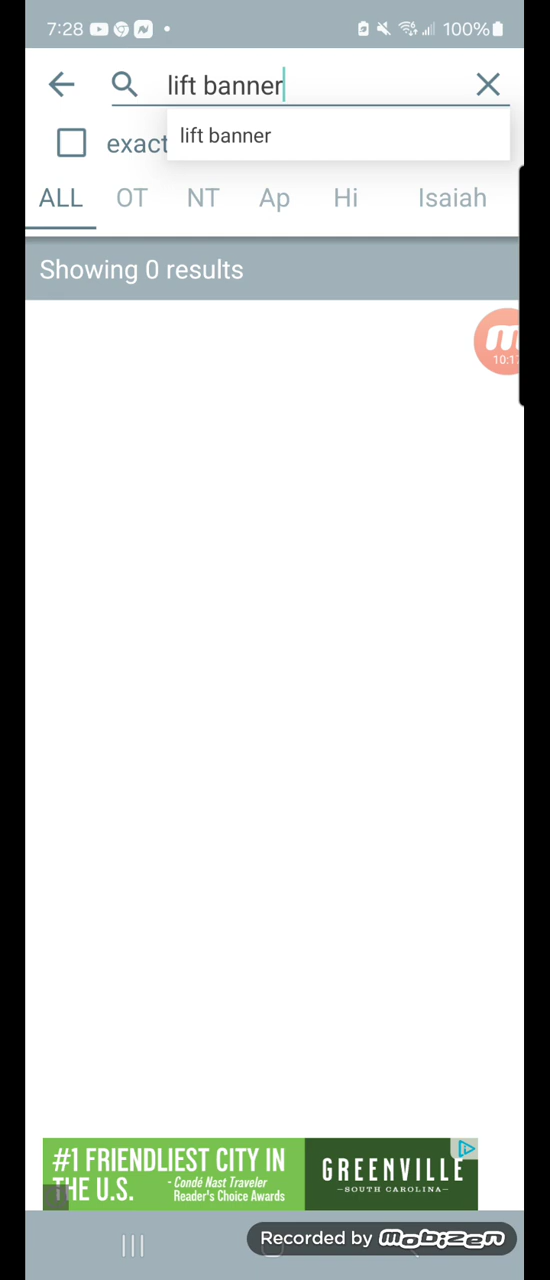 7:28 100%
lift banner
exact
lift banner
ALL OT NT Ap Hi Isaiah
Showing 0 results
#1 FRIENDLIEST CITY IN
THE U.S.
- Condé Nast Traveler
Reader's Choice Awards
GREENVILLE
-SOUTH CAROLINA-
Recorded by mobizen